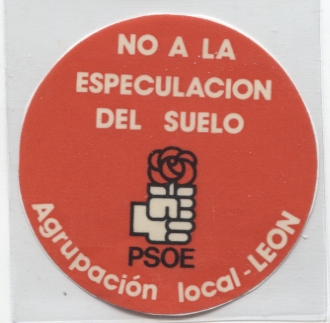 NO A LA
ESPECULACION
DEL SUELO
PSOE
Agrupación local-LEON